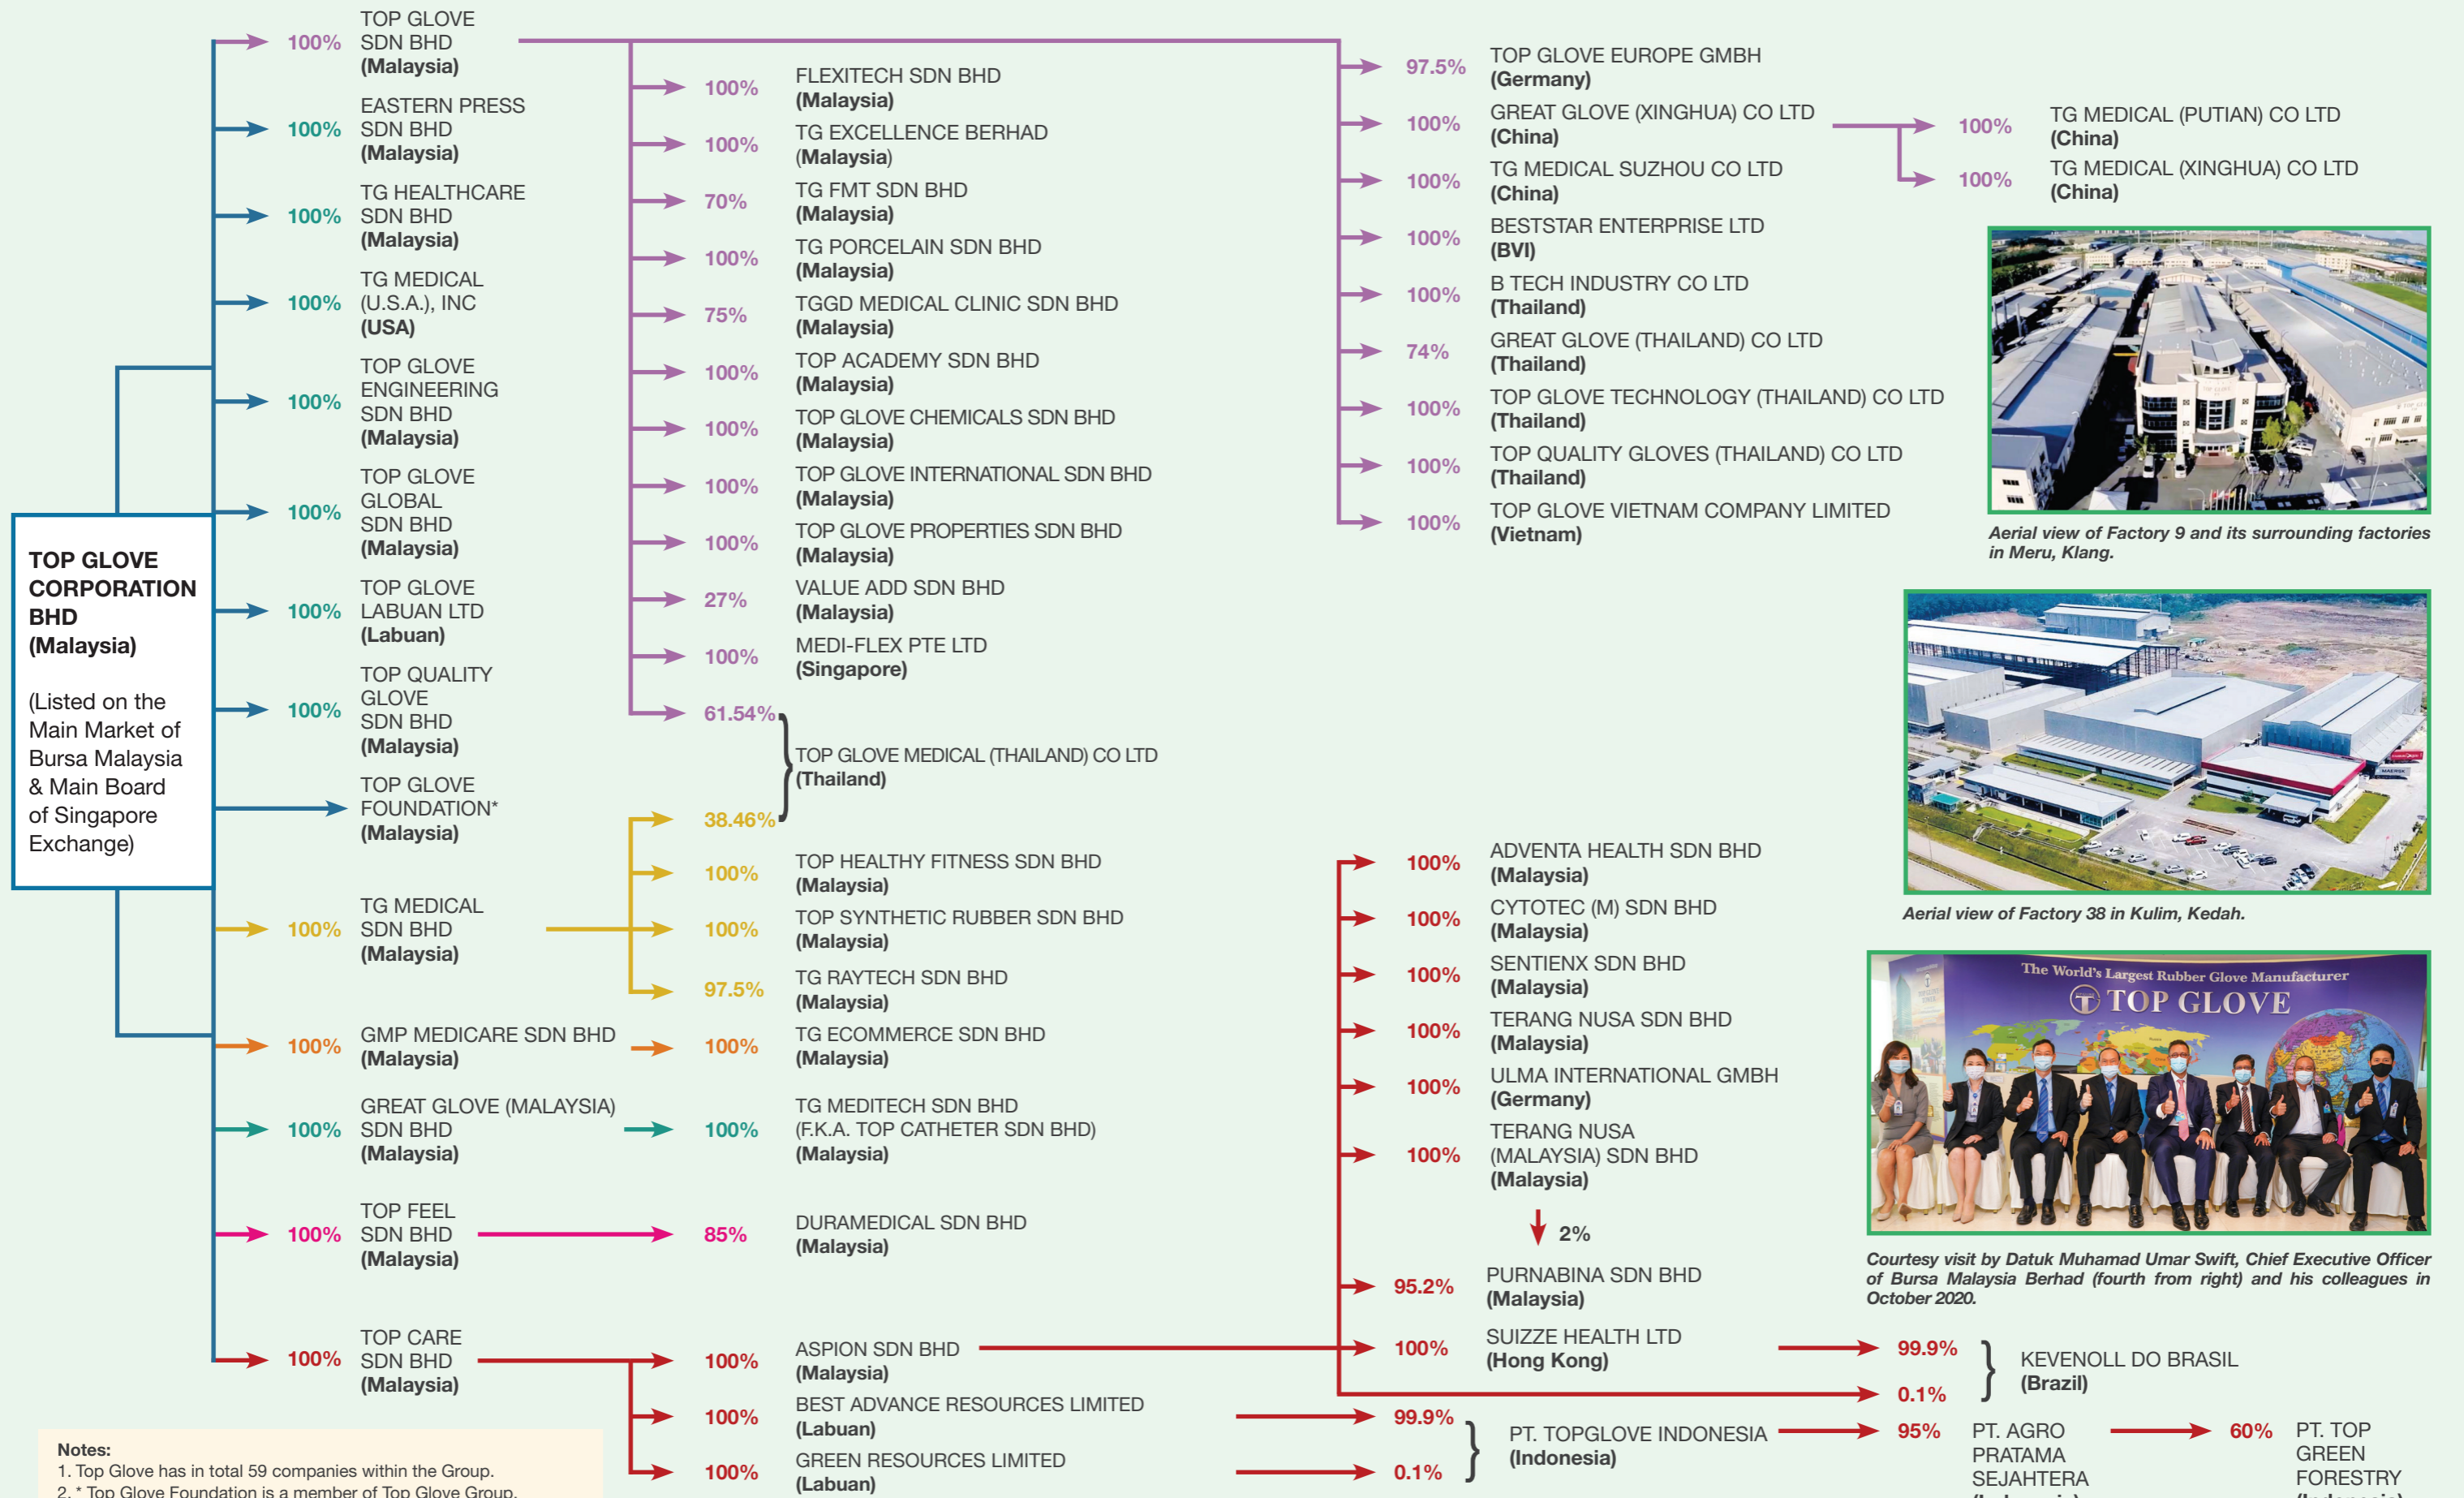 TOP GLOVE
CORPORATION
BHD
(Malaysia)
(Listed on the
Main Market of
Bursa Malaysia
& Main Board
of Singapore
Exchange)
100%
TOP GLOVE
SDN BHD
(Malaysia)
100%
EASTERN PRESS
SDN BHD
(Malaysia)
100%
TG HEALTHCARE
SDN BHD
(Malaysia)
100%
TG MEDICAL
(U.S.A.), INC
(USA)
100%
TOP GLOVE
ENGINEERING
SDN BHD
(Malaysia)
100%
TOP GLOVE
GLOBAL
SDN BHD
(Malaysia)
100%
TOP GLOVE
LABUAN LTD
(Labuan)
100%
TOP QUALITY
GLOVE
SDN BHD
(Malaysia)
TOP GLOVE
FOUNDATION*
(Malaysia)
100%
TG MEDICAL
SDN BHD
(Malaysia)
100%
GMP MEDICARE SDN BHD
(Malaysia)
100%
GREAT GLOVE (MALAYSIA)
SDN BHD
(Malaysia)
100%
TOP FEEL
SDN BHD
(Malaysia)
100%
TOP CARE
SDN BHD
(Malaysia)
100%
FLEXITECH SDN BHD
(Malaysia)
100%
TG EXCELLENCE BERHAD
(Malaysia)
70%
TG FMT SDN BHD
(Malaysia)
100%
TG PORCELAIN SDN BHD
(Malaysia)
75%
TGGD MEDICAL CLINIC SDN BHD
(Malaysia)
100%
TOP ACADEMY SDN BHD
(Malaysia)
100%
TOP GLOVE CHEMICALS SDN BHD
(Malaysia)
100%
TOP GLOVE INTERNATIONAL SDN BHD
(Malaysia)
100%
TOP GLOVE PROPERTIES SDN BHD
(Malaysia)
27%
VALUE ADD SDN BHD
(Malaysia)
100%
MEDI-FLEX PTE LTD
(Singapore)
61.54%
TOP GLOVE MEDICAL (THAILAND) CO LTD
(Thailand)
38.46%
100%
TOP HEALTHY FITNESS SDN BHD
(Malaysia)
100%
TOP SYNTHETIC RUBBER SDN BHD
(Malaysia)
97.5%
TG RAYTECH SDN BHD
(Malaysia)
100%
TG ECOMMERCE SDN BHD
(Malaysia)
100%
TG MEDITECH SDN BHD
(F.K.A. TOP CATHETER SDN BHD)
(Malaysia)
85%
DURAMEDICAL SDN BHD
(Malaysia)
100%
ASPION SDN BHD
(Malaysia)
100%
BEST ADVANCE RESOURCES LIMITED
(Labuan)
100%
GREEN RESOURCES LIMITED
(Labuan)
97.5%
TOP GLOVE EUROPE GMBH
(Germany)
100%
GREAT GLOVE (XINGHUA) CO LTD
(China)
100%
TG MEDICAL SUZHOU CO LTD
(China)
100%
BESTSTAR ENTERPRISE LTD
(BVI)
100%
B TECH INDUSTRY CO LTD
(Thailand)
74%
GREAT GLOVE (THAILAND) CO LTD
(Thailand)
100%
TOP GLOVE TECHNOLOGY (THAILAND) CO LTD
(Thailand)
100%
TOP QUALITY GLOVES (THAILAND) CO LTD
(Thailand)
100%
TOP GLOVE VIETNAM COMPANY LIMITED
(Vietnam)
100%
TG MEDICAL (PUTIAN) CO LTD
(China)
100%
TG MEDICAL (XINGHUA) CO LTD
(China)
100%
ADVENTA HEALTH SDN BHD
(Malaysia)
100%
CYTOTEC (M) SDN BHD
(Malaysia)
100%
SENTIENX SDN BHD
(Malaysia)
100%
TERANG NUSA SDN BHD
(Malaysia)
100%
ULMA INTERNATIONAL GMBH
(Germany)
100%
TERANG NUSA
(MALAYSIA) SDN BHD
(Malaysia)
2%
95.2%
PURNABINA SDN BHD
(Malaysia)
100%
SUIZZE HEALTH LTD
(Hong Kong)
99.9%
0.1%
KEVENOLL DO BRASIL
(Brazil)
99.9%
0.1%
PT. TOPGLOVE INDONESIA
(Indonesia)
95%
PT. AGRO
PRATAMA
SEJAHTERA
60%
PT. TOP
GREEN
FORESTRY
(Indonesia)
Aerial view of Factory 9 and its surrounding factories
in Meru, Klang.
Aerial view of Factory 38 in Kulim, Kedah.
The World's Largest Rubber Glove Manufacturer
TOP GLOVE
Courtesy visit by Datuk Muhamad Umar Swift, Chief Executive Officer
of Bursa Malaysia Berhad (fourth from right) and his colleagues in
October 2020.
Notes:
1. Top Glove has in total 59 companies within the Group.
2. * Top Glove Foundation is a member of Top Glove Group.